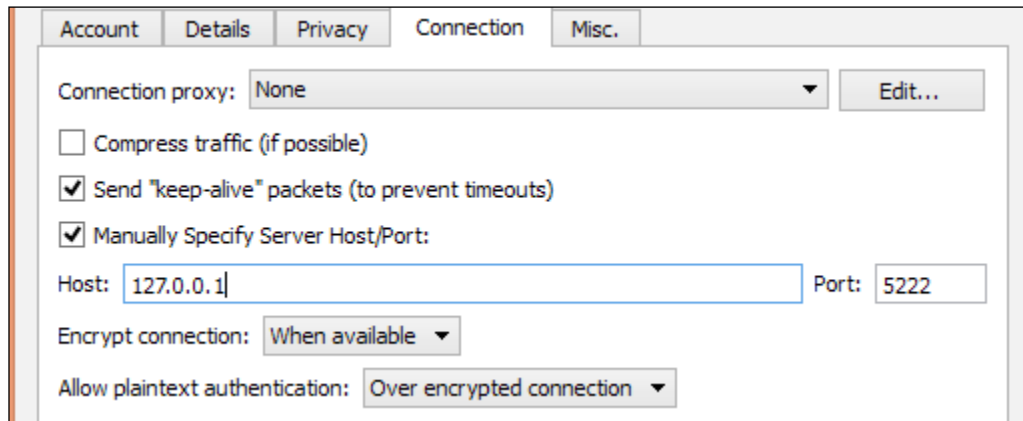 Account Details Privacy Connection Misc.
Connection proxy: None Edit...
Compress traffic (if possible)
Send "keep-alive" packets (to prevent timeouts)
Manually Specify Server Host/Port:
Host: 127.0.0.1 Port: 5222
Encrypt connection: When available
Allow plaintext authentication: Over encrypted connection